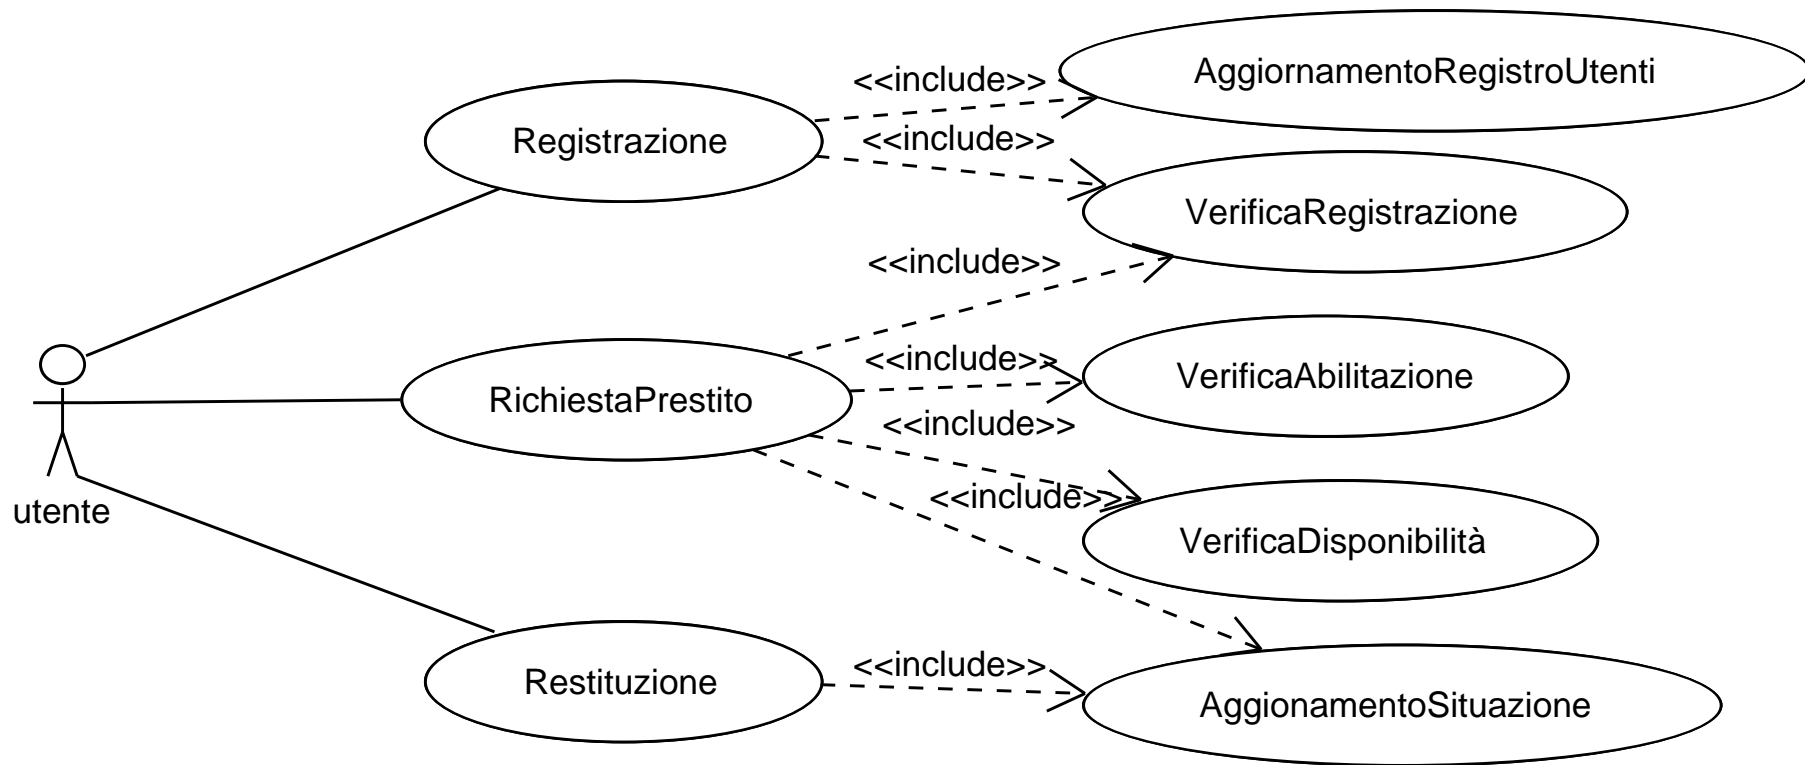 <<include>>
AggiornamentoRegistroUtenti
Registrazione
<<include>>
VerificaRegistrazione
<<include>>
RichiestaPrestito
<<include>>
VerificaAbilitazione
<<include>>
utente
<<include>>
VerificaDisponibilità
Restituzione
<<include>>
AggionamentoSituazione